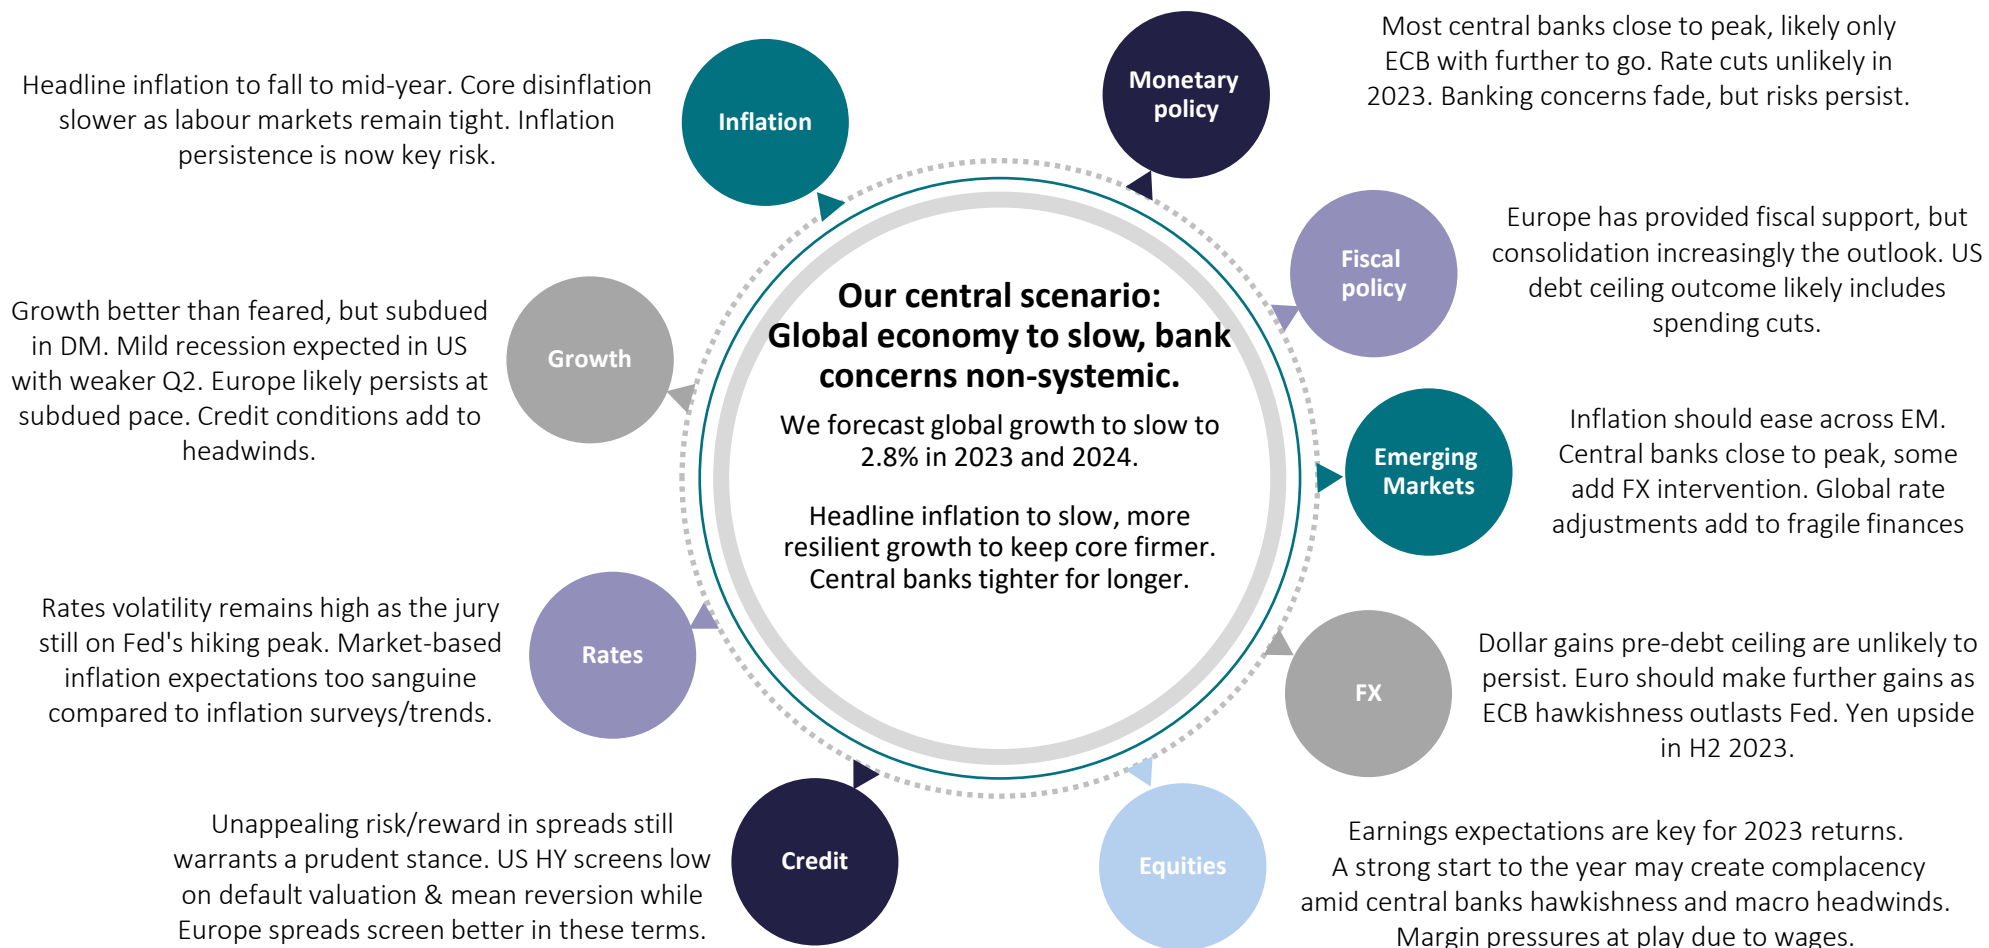 Most central banks close to peak, likely only
ECB with further to go. Rate cuts unlikely in
2023. Banking concerns fade, but risks persist.
Monetary
policy
Headline inflation to fall to mid-year. Core disinflation
slower as labour markets remain tight. Inflation
persistence is now key risk.
Inflation
Europe has provided fiscal support, but
consolidation increasingly the outlook. US
debt ceiling outcome likely includes
spending cuts.
Fiscal
policy
Growth better than feared, but subdued
in DM. Mild recession expected in US
with weaker Q2. Europe likely persists at
subdued pace. Credit conditions add to
headwinds.
Growth
Our central scenario:
Global economy to slow, bank
concerns non-systemic.
We forecast global growth to slow to
2.8% in 2023 and 2024.
Headline inflation to slow, more
resilient growth to keep core firmer.
Central banks tighter for longer.
Emerging
Markets
Inflation should ease across EM.
Central banks close to peak, some
add FX intervention. Global rate
adjustments add to fragile finances
Rates volatility remains high as the jury
still on Fed's hiking peak. Market-based
inflation expectations too sanguine
compared to inflation surveys/trends.
Rates
FX
Dollar gains pre-debt ceiling are unlikely to
persist. Euro should make further gains as
ECB hawkishness outlasts Fed. Yen upside
in H2 2023.
Unappealing risk/reward in spreads still
warrants a prudent stance. US HY screens low
on default valuation & mean reversion while
Europe spreads screen better in these terms.
Credit
Equities
Earnings expectations are key for 2023 returns.
A strong start to the year may create complacency
amid central banks hawkishness and macro headwinds.
Margin pressures at play due to wages.